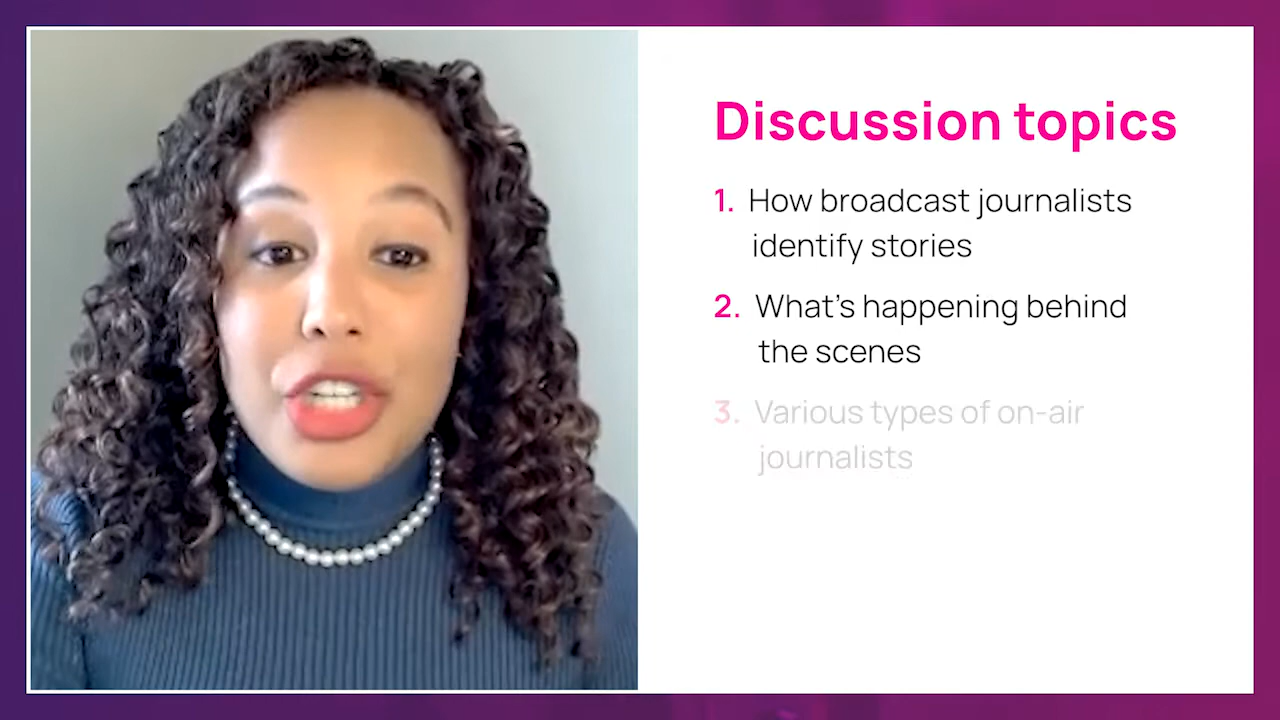 Discussion topics
1. How broadcast journalists
identify stories
2. What's happening behind
the scenes
3. Various types of on-air
journalists